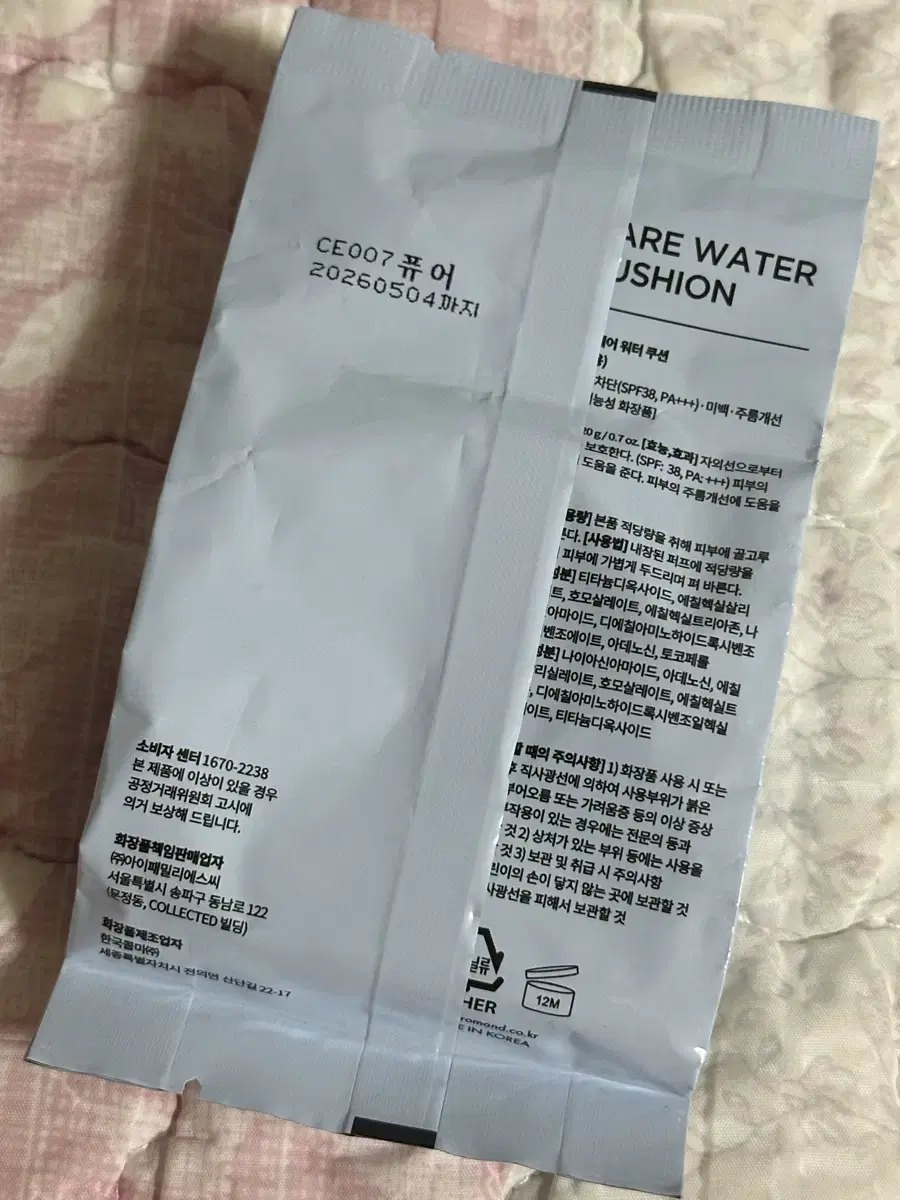 CE007 퓨어
20260504까지
ARE WATER
USHION
어 워터 쿠션
차단(SPF38, PA+++)·미백·주름개선
능성 화장품]
20 g / 0.7 oz. [효능,효과] 자외선으로부터
보호한다. (SPF: 38, PA: +++) 피부의
도움을 준다. 피부의 주름개선에 도움을
용량] 본품 적당량을 취해 피부에 골고루
른다. [사용법] 내장된 퍼프에 적당량을
피부에 가볍게 두드리며 펴 바른다.
성분] 티타늄디옥사이드, 에칠헥실살리
트, 호모살레이트, 에칠헥실트리아존, 나
아마이드, 디에칠아미노하이드록시벤조
벤조에이트, 아데노신, 토코페롤
성분] 나이아신아마이드, 아데노신, 에칠
리실레이트, 호모살레이트, 에칠헥실트
, 디에칠아미노하이드록시벤조일헥실
이트, 티타늄디옥사이드
할 때의 주의사항] 1) 화장품 사용 시 또는
후 직사광선에 의하여 사용부위가 붉은
부어오름 또는 가려움증 등의 이상 증상
부작용이 있는 경우에는 전문의 등과
것 2) 상처가 있는 부위 등에는 사용을
것 3) 보관 및 취급 시 주의사항
린이의 손이 닿지 않는 곳에 보관할 것
사광선을 피해서 보관할 것
소비자 센터 1670-2238
본 제품에 이상이 있을 경우
공정거래위원회 고시에
의거 보상해 드립니다.
화장품책임판매업자
㈜아이패밀리에스씨
서울특별시 송파구 동남로 122
(문정동, COLLECTED 빌딩)
화장품제조업자
한국콜마㈜
세종특별자치시 전의면 산단길 22-17
류
HER
12M
romand.co.kr
E IN KOREA